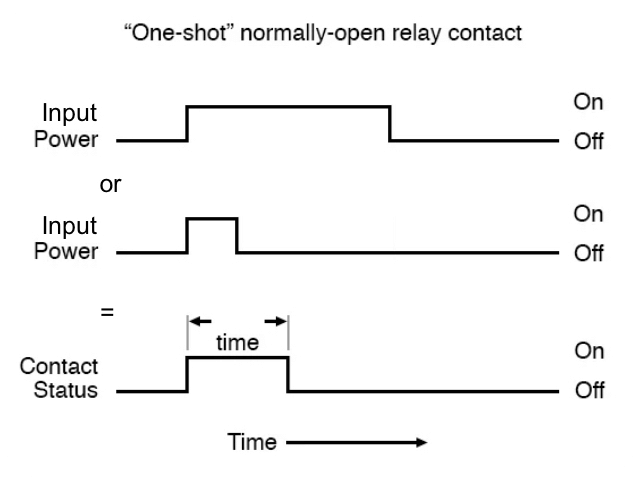 “One-shot” normally-open relay contact
On
Input
Power
Off
or
On
Input
Power
Off
=
time
On
Contact
Status
Off
Time